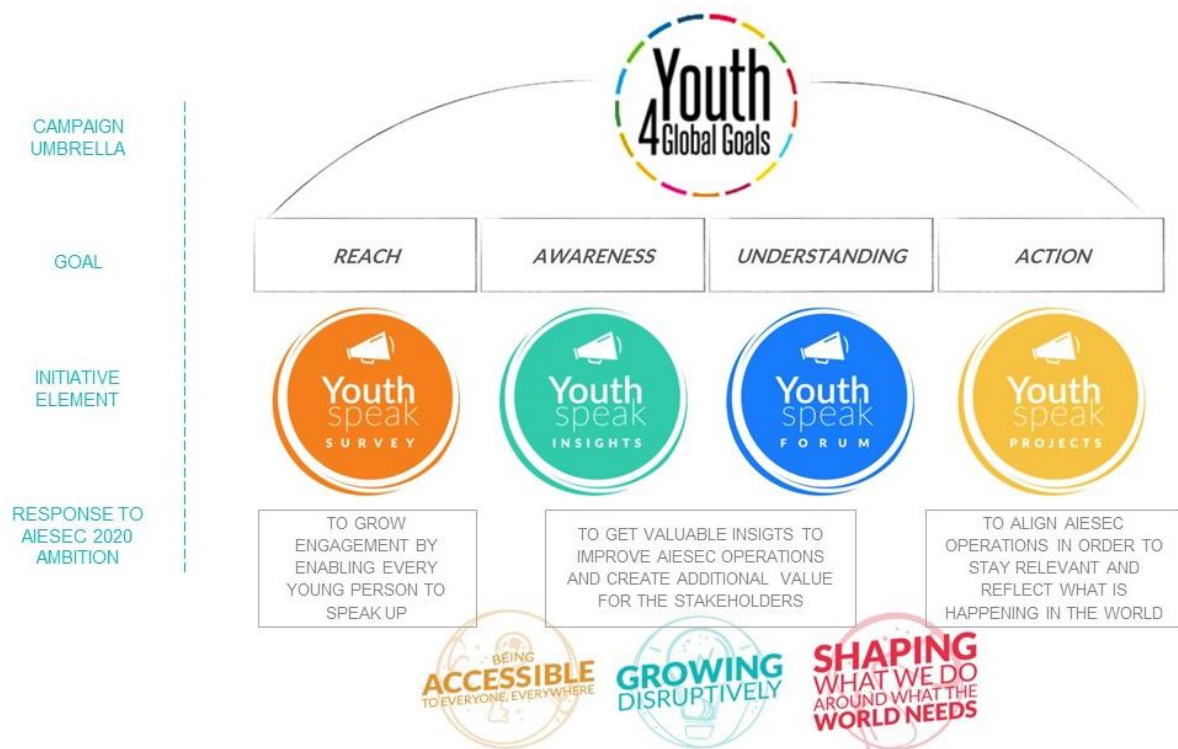 Youth
4 Global Goals
CAMPAIGN
UMBRELLA
GOAL
REACH
AWARENESS
UNDERSTANDING
ACTION
INITIATIVE
ELEMENT
Youth
speak
SURVEY
Youth
speak
INSIGHTS
Youth
speak
FORUM
Youth
speak
PROJECTS
RESPONSE TO
AIESEC 2020
AMBITION
TO GROW
ENGAGEMENT BY
ENABLING EVERY
YOUNG PERSON TO
SPEAK UP
TO GET VALUABLE INSIGTS TO
IMPROVE AIESEC OPERATIONS
AND CREATE ADDITIONAL VALUE
FOR THE STAKEHOLDERS
TO ALIGN AIESEC
OPERATIONS IN ORDER TO
STAY RELEVANT AND
REFLECT WHAT IS
HAPPENING IN THE WORLD
BEING
ACCESSIBLE
TO EVERYONE, EVERYWHERE
GROWING
DISRUPTIVELY
SHAPING
WHAT WE DO
AROUND WHAT THE
WORLD NEEDS